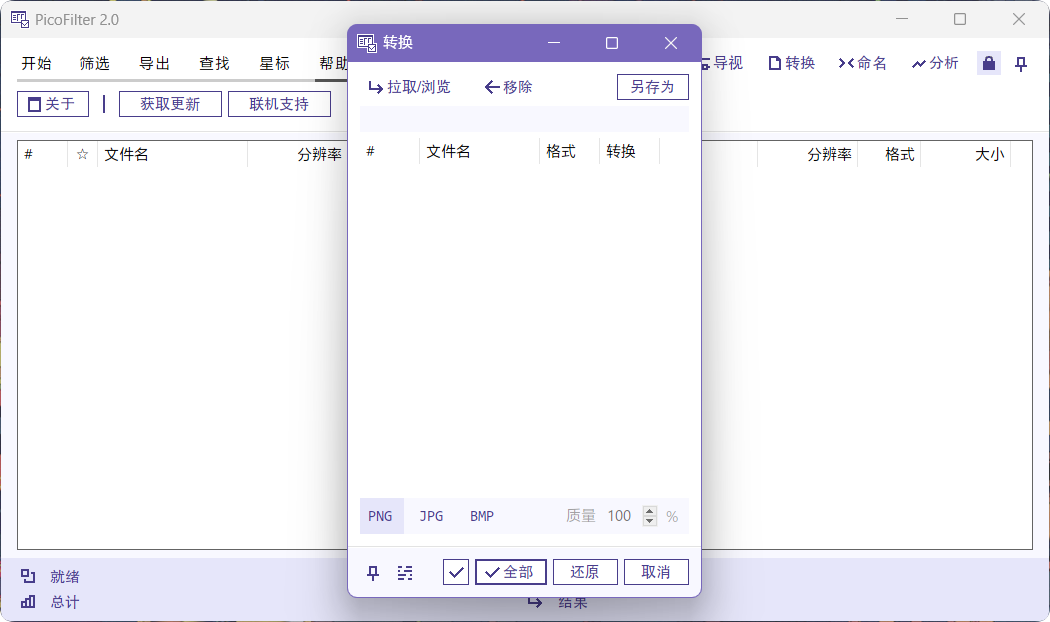 PicoFilter 2.0
转换
开始 筛选 导出 查找 星标 帮助 导视 转换 命名 分析
拉取/浏览 移除 另存为
关于 获取更新 联机支持
# ☆ 文件名 分辨率 分辨率 格式 大小
# 文件名 格式 转换
PNG JPG BMP 质量 100 %
全部 还原 取消
就绪
总计 结果